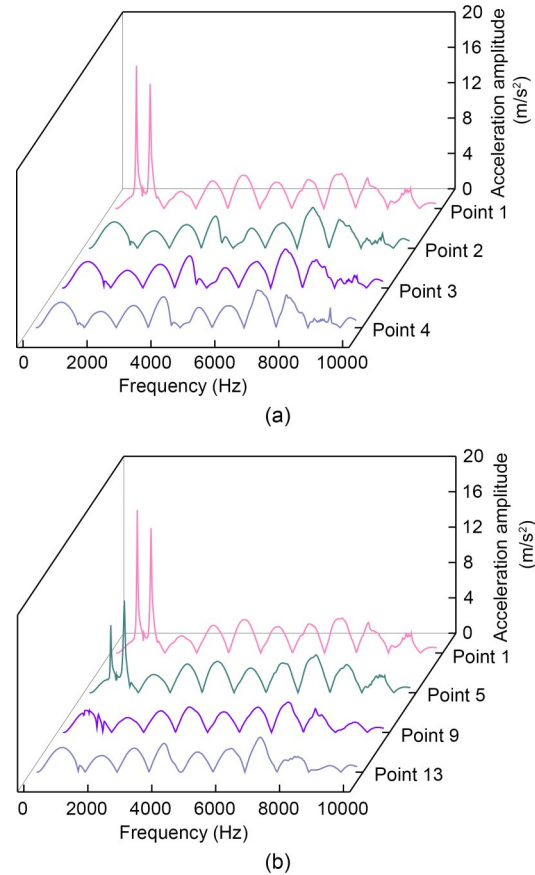 20
16
12
8
4
0
Acceleration amplitude
(m/s²)
Point 1
Point 2
Point 3
Point 4
0 2000 4000 6000 8000 10000
Frequency (Hz)
(a)
20
16
12
8
4
0
Acceleration amplitude
(m/s²)
Point 1
Point 5
Point 9
Point 13
0 2000 4000 6000 8000 10000
Frequency (Hz)
(b)